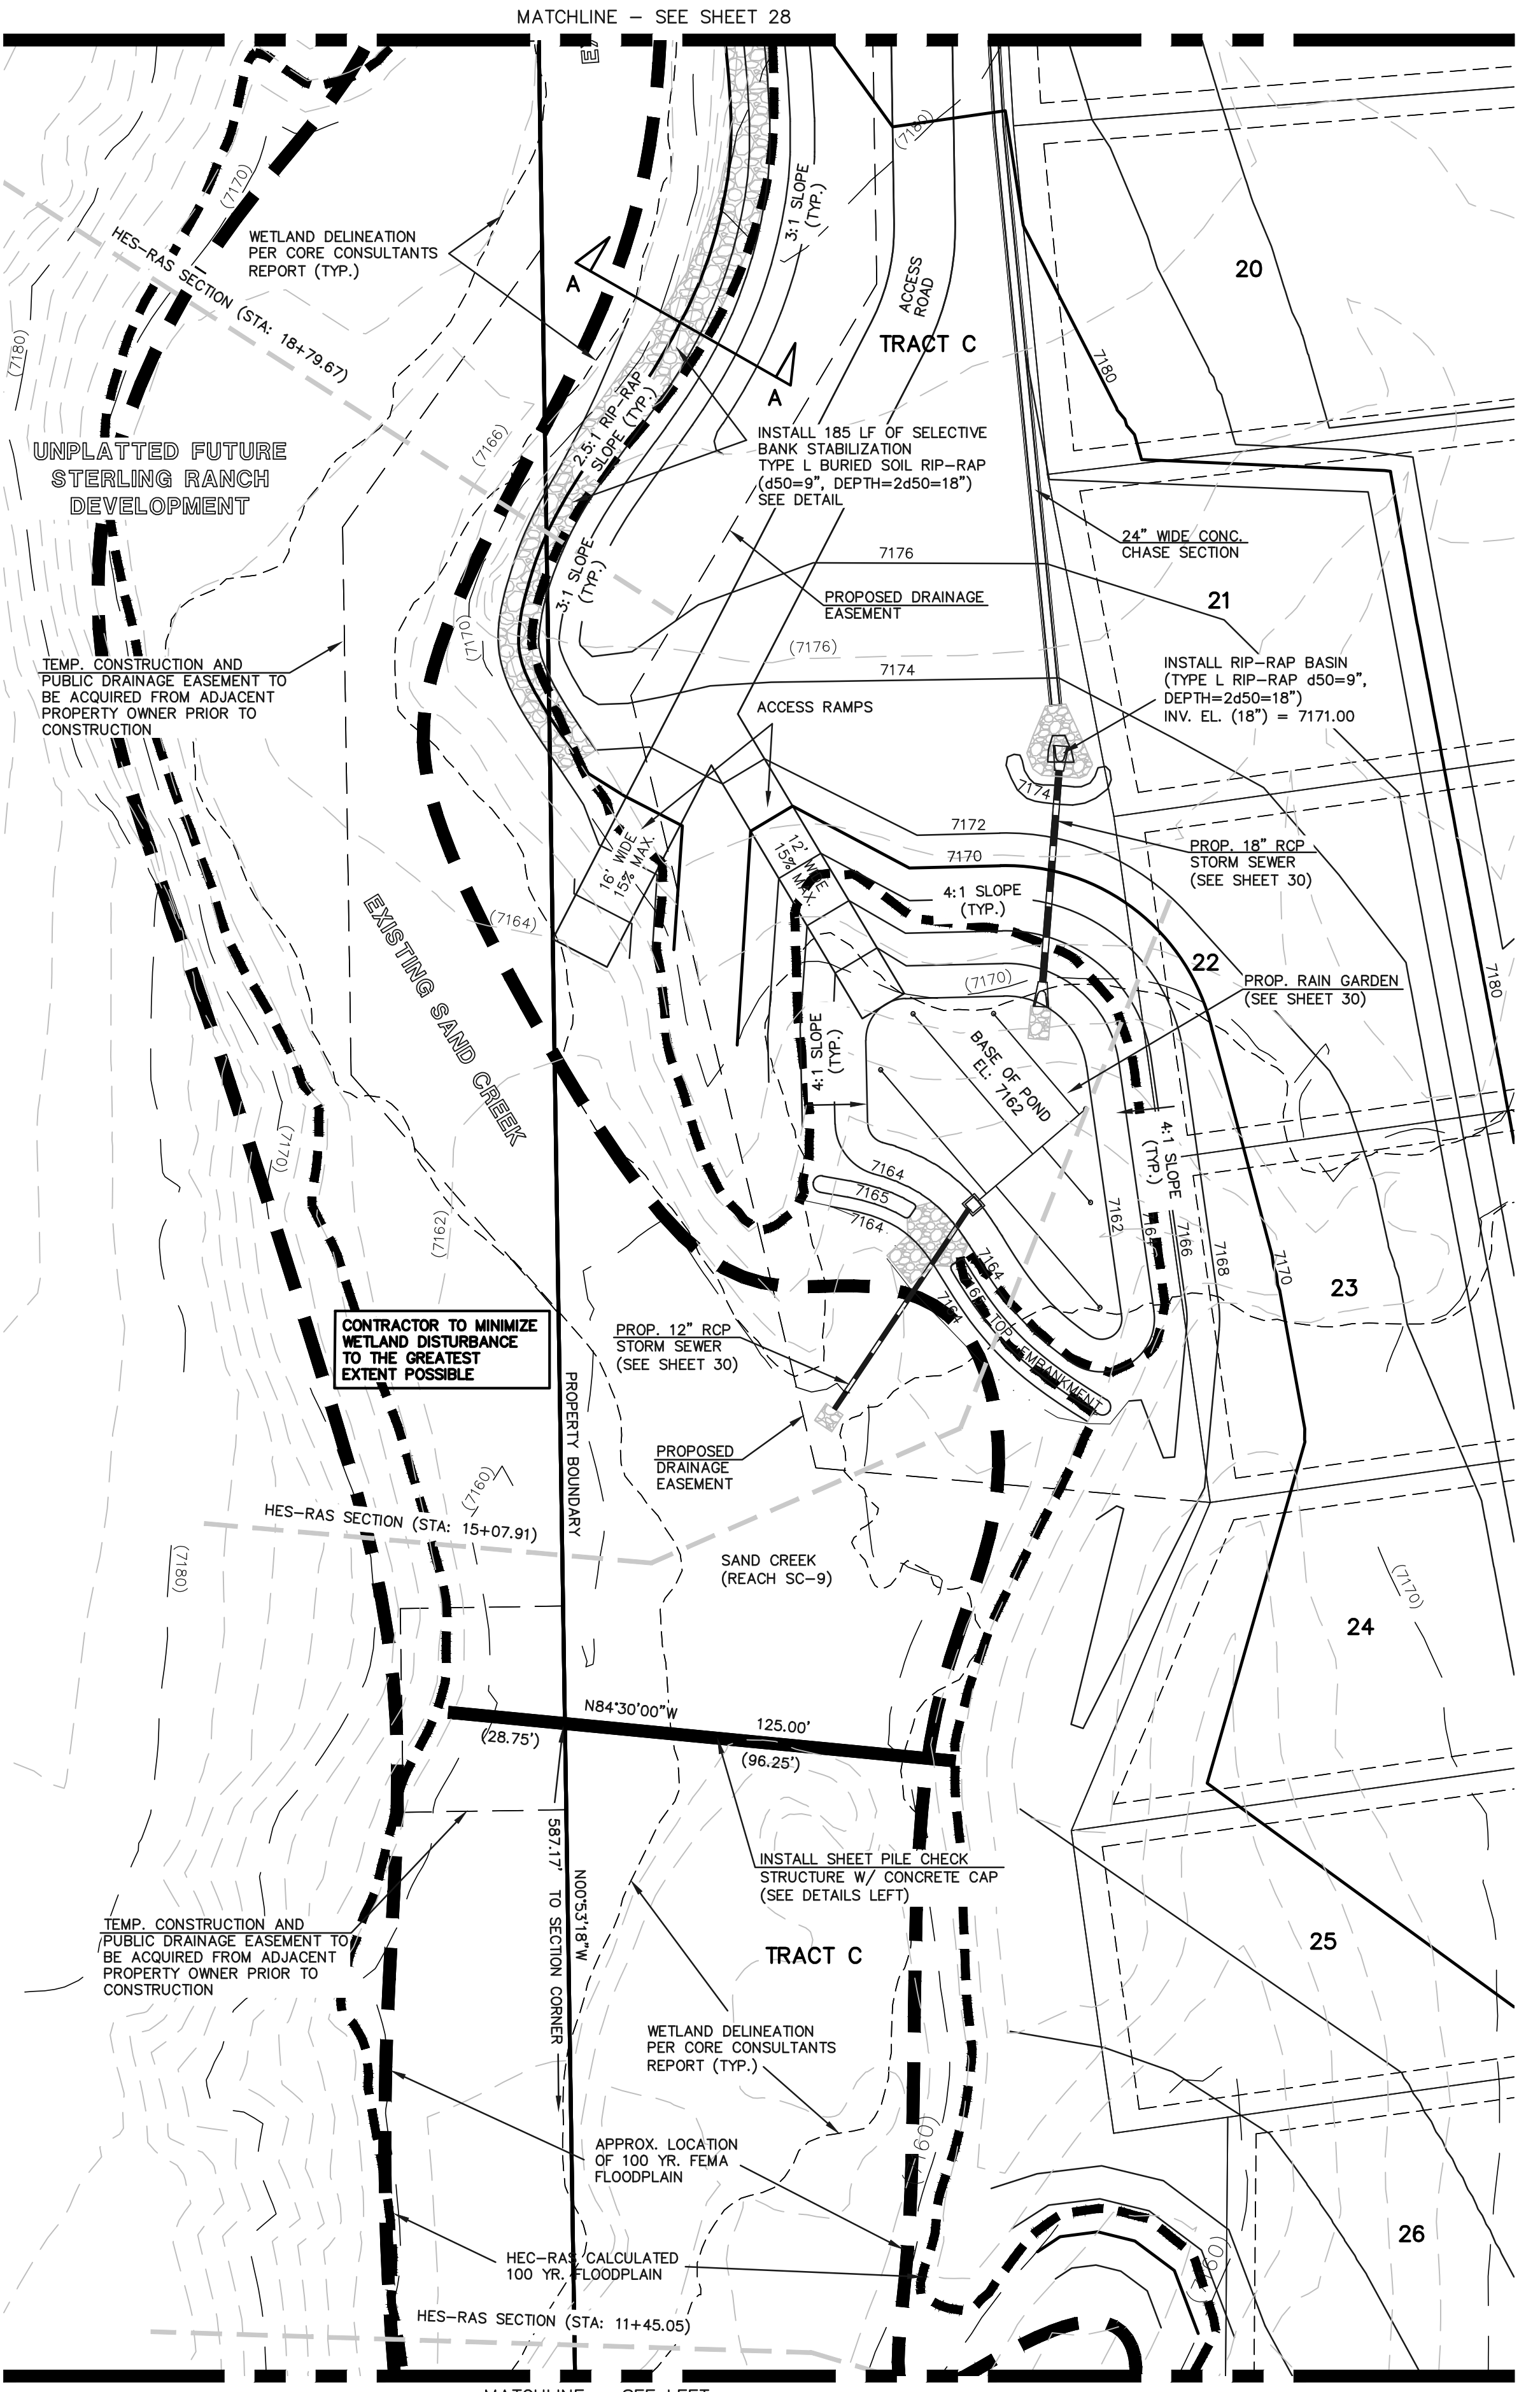 MATCHLINE – SEE SHEET 28
(7180)
(7170)
WETLAND DELINEATION
PER CORE CONSULTANTS
REPORT (TYP.)
HES–RAS SECTION (STA: 18+79.67)
3:1 SLOPE
(TYP.)
A
ACCESS
ROAD
TRACT C
20
7180
(7180)
A
2.5:1 RIP–RAP
SLOPE (TYP.)
(7166)
UNPLATTED FUTURE
STERLING RANCH
DEVELOPMENT
INSTALL 185 LF OF SELECTIVE
BANK STABILIZATION
TYPE L BURIED SOIL RIP–RAP
(d50=9", DEPTH=2d50=18")
SEE DETAIL
24" WIDE CONC.
CHASE SECTION
7176
3:1 SLOPE
(TYP.)
PROPOSED DRAINAGE
EASEMENT
21
(7170)
(7176)
7174
TEMP. CONSTRUCTION AND
PUBLIC DRAINAGE EASEMENT TO
BE ACQUIRED FROM ADJACENT
PROPERTY OWNER PRIOR TO
CONSTRUCTION
INSTALL RIP–RAP BASIN
(TYPE L RIP–RAP d50=9",
DEPTH=2d50=18")
INV. EL. (18") = 7171.00
ACCESS RAMPS
7174
7172
7170
16' WIDE
15% MAX.
12' WIDE
15% MAX.
PROP. 18" RCP
STORM SEWER
(SEE SHEET 30)
4:1 SLOPE
(TYP.)
(7164)
EXISTING SAND CREEK
22
(7170)
PROP. RAIN GARDEN
(SEE SHEET 30)
7180
4:1 SLOPE
(TYP.)
BASE OF POND
EL: 7162
4:1 SLOPE
(TYP.)
(7170)
7164
7165
7164
(7162)
7162
7164
7166
7168
7170
7164
7164
23
TOP EMBANKMENT
CONTRACTOR TO MINIMIZE
WETLAND DISTURBANCE
TO THE GREATEST
EXTENT POSSIBLE
PROP. 12" RCP
STORM SEWER
(SEE SHEET 30)
PROPERTY BOUNDARY
PROPOSED
DRAINAGE
EASEMENT
(7160)
HES–RAS SECTION (STA: 15+07.91)
(7180)
SAND CREEK
(REACH SC–9)
(7170)
24
N84°30'00"W
125.00'
(28.75')
(96.25')
587.17' TO SECTION CORNER
N00°53'18"W
INSTALL SHEET PILE CHECK
STRUCTURE W/ CONCRETE CAP
(SEE DETAILS LEFT)
TEMP. CONSTRUCTION AND
PUBLIC DRAINAGE EASEMENT TO
BE ACQUIRED FROM ADJACENT
PROPERTY OWNER PRIOR TO
CONSTRUCTION
TRACT C
25
WETLAND DELINEATION
PER CORE CONSULTANTS
REPORT (TYP.)
APPROX. LOCATION
OF 100 YR. FEMA
FLOODPLAIN
26
HEC–RAS CALCULATED
100 YR. FLOODPLAIN
HES–RAS SECTION (STA: 11+45.05)